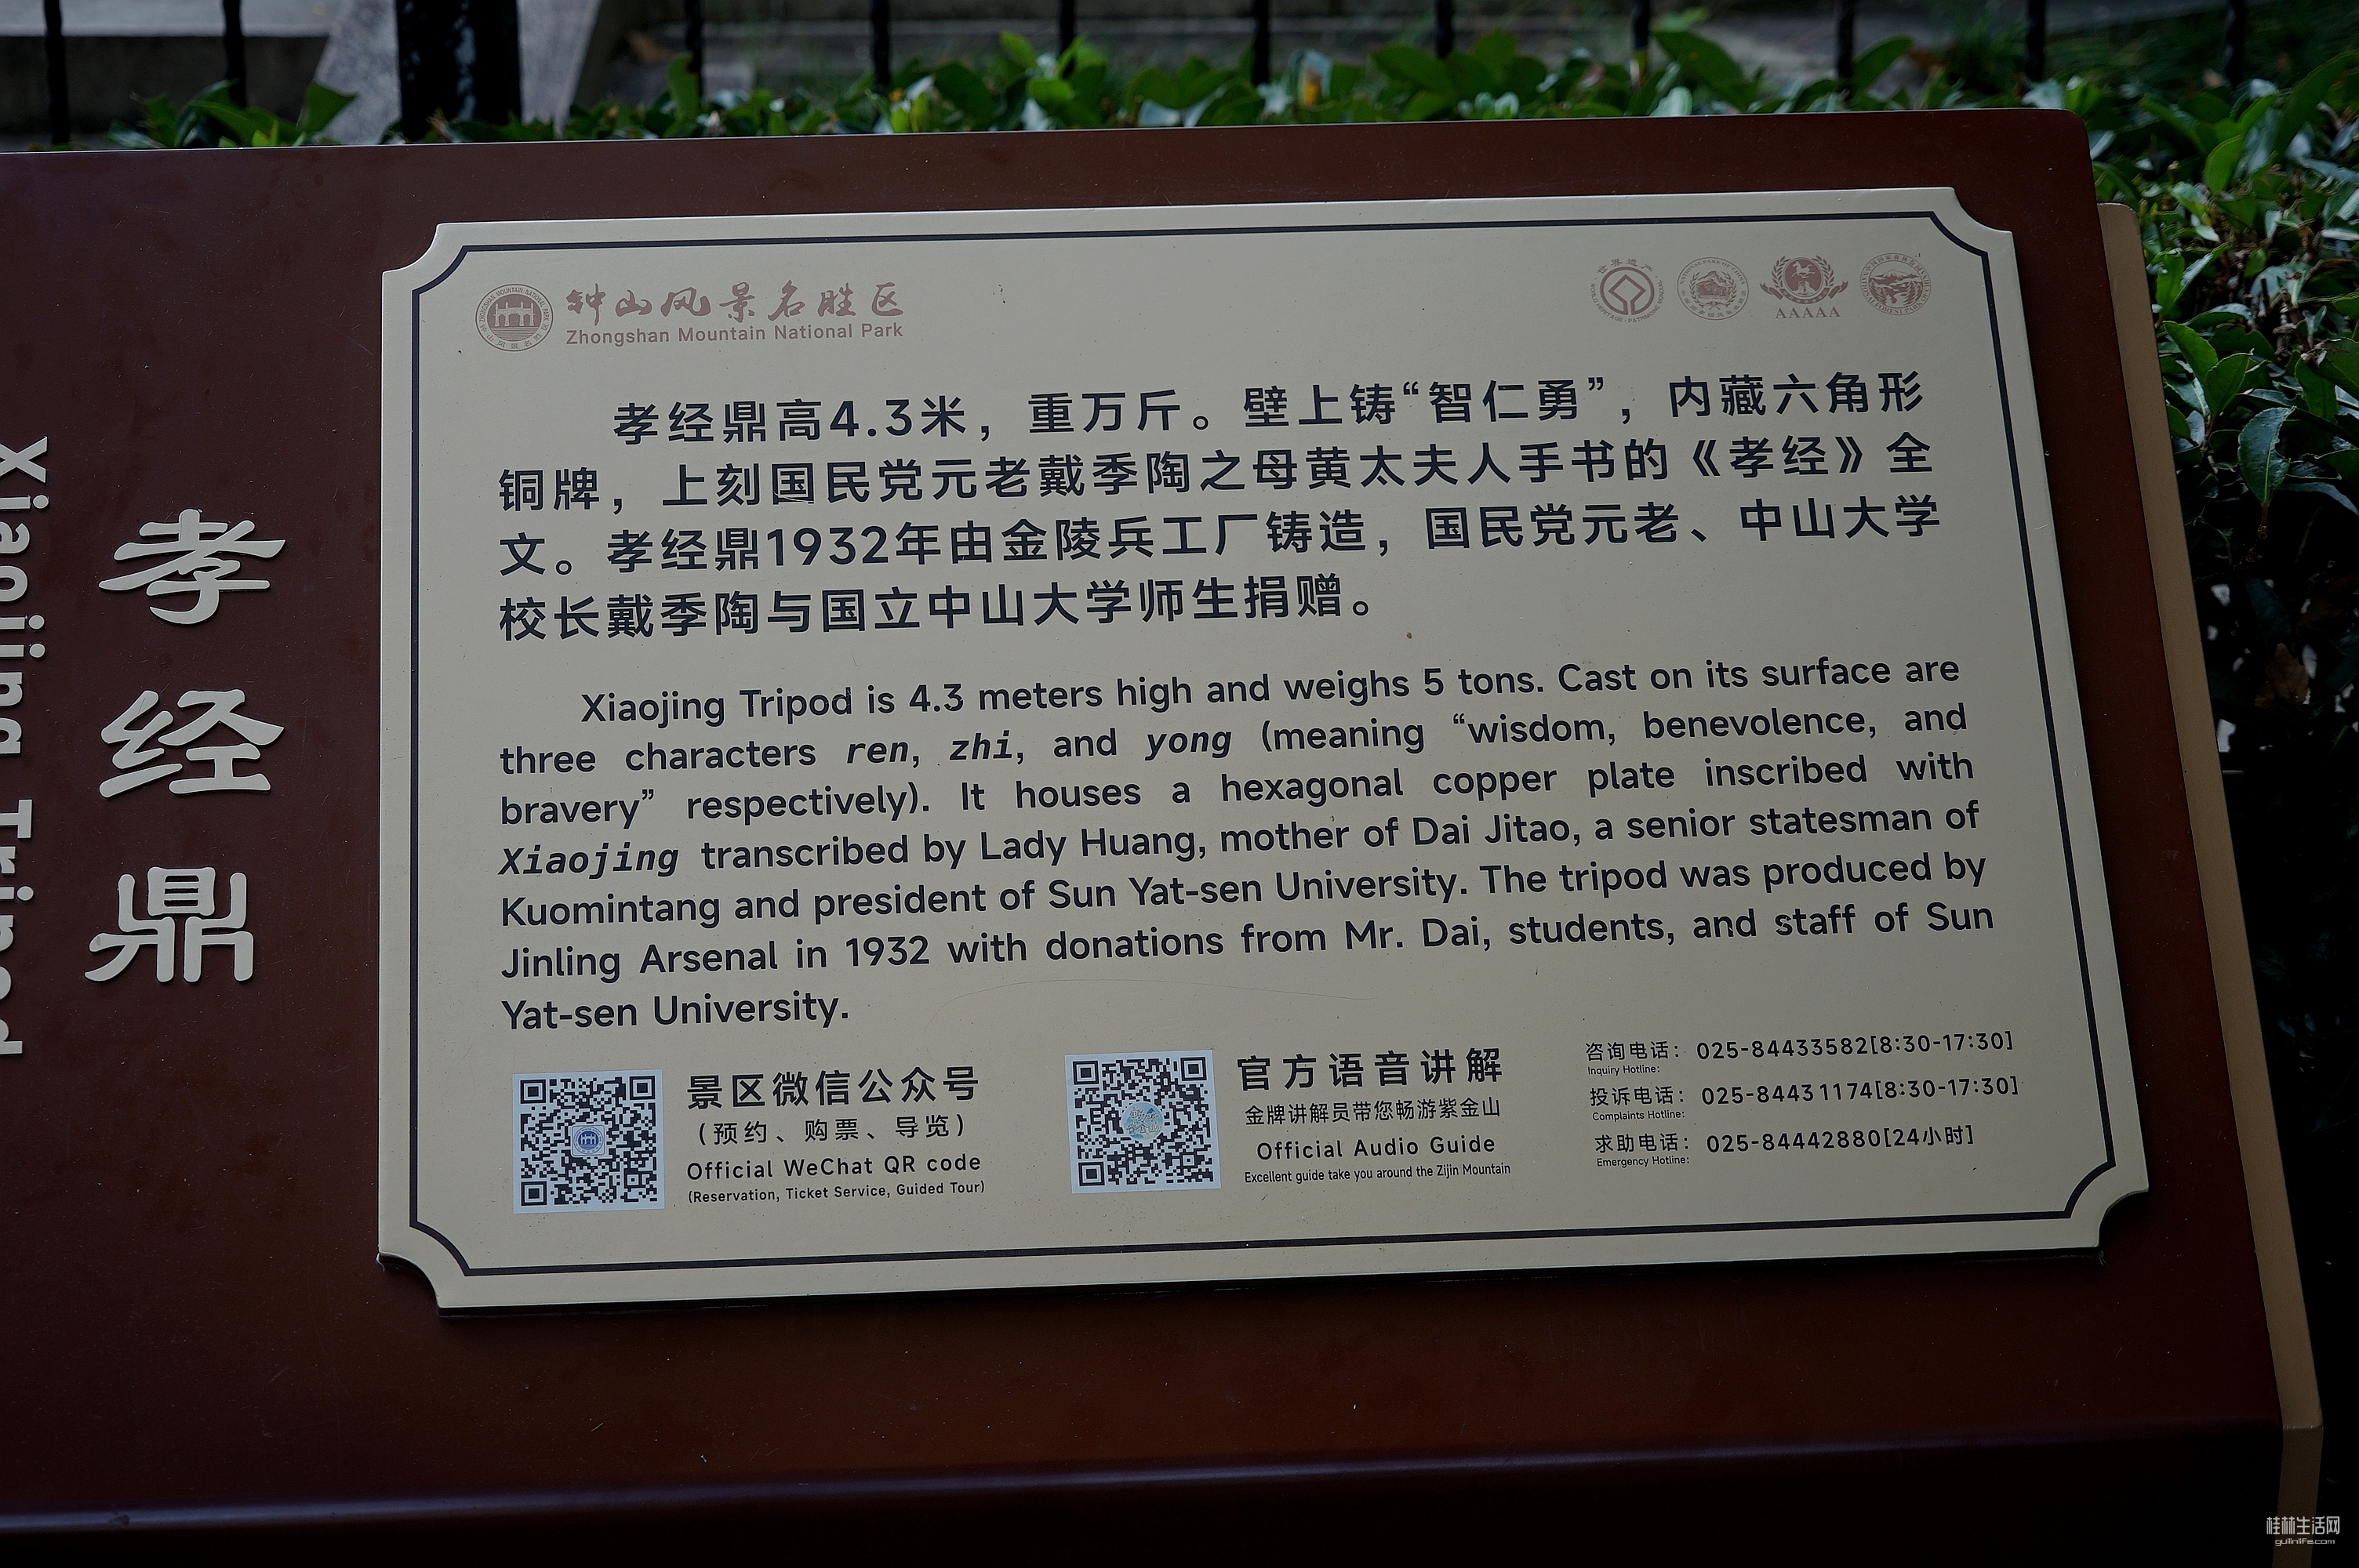 孝经鼎
Xiaojing Tripod
钟山风景名胜区
Zhongshan Mountain National Park
AAAAA
孝经鼎高4.3米，重万斤。壁上铸“智仁勇”，内藏六角形
铜牌，上刻国民党元老戴季陶之母黄太夫人手书的《孝经》全
文。孝经鼎1932年由金陵兵工厂铸造，国民党元老、中山大学
校长戴季陶与国立中山大学师生捐赠。
Xiaojing Tripod is 4.3 meters high and weighs 5 tons. Cast on its surface are
three characters ren, zhi, and yong (meaning “wisdom, benevolence, and
bravery” respectively). It houses a hexagonal copper plate inscribed with
Xiaojing transcribed by Lady Huang, mother of Dai Jitao, a senior statesman of
Kuomintang and president of Sun Yat-sen University. The tripod was produced by
Jinling Arsenal in 1932 with donations from Mr. Dai, students, and staff of Sun
Yat-sen University.
景区微信公众号
（预约、购票、导览）
Official WeChat QR code
(Reservation, Ticket Service, Guided Tour)
官方语音讲解
金牌讲解员带您畅游紫金山
Official Audio Guide
Excellent guide take you around the Zijin Mountain
咨询电话：025-84433582[8:30-17:30]
Inquiry Hotline:
投诉电话：025-84431174[8:30-17:30]
Complaints Hotline:
求助电话：025-84442880[24小时]
Emergency Hotline:
桂林生活网
guilinlife.com